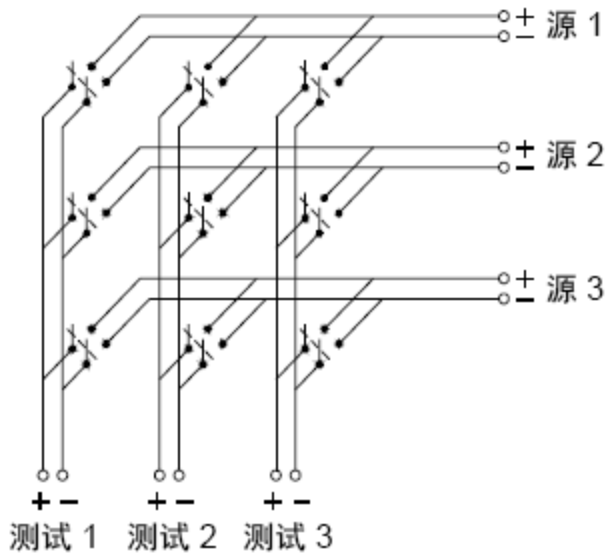 + 源 1
−
+ 源 2
−
+ 源 3
−
+ − + − + −
测试 1 测试 2 测试 3